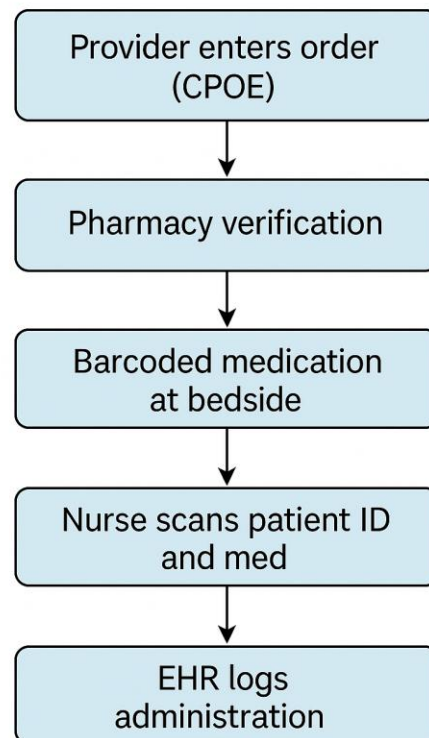 Provider enters order
(CPOE)
Pharmacy verification
Barcoded medication
at bedside
Nurse scans patient ID
and med
EHR logs
administration